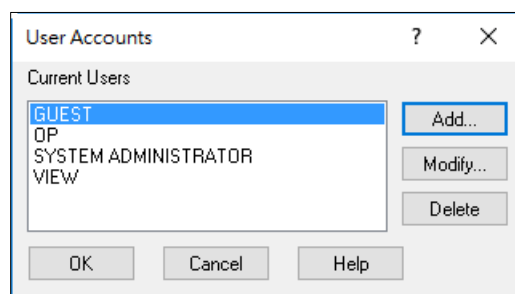 User Accounts ? ✕
Current Users
GUEST
OP
SYSTEM ADMINISTRATOR
VIEW
Add...
Modify...
Delete
OK Cancel Help